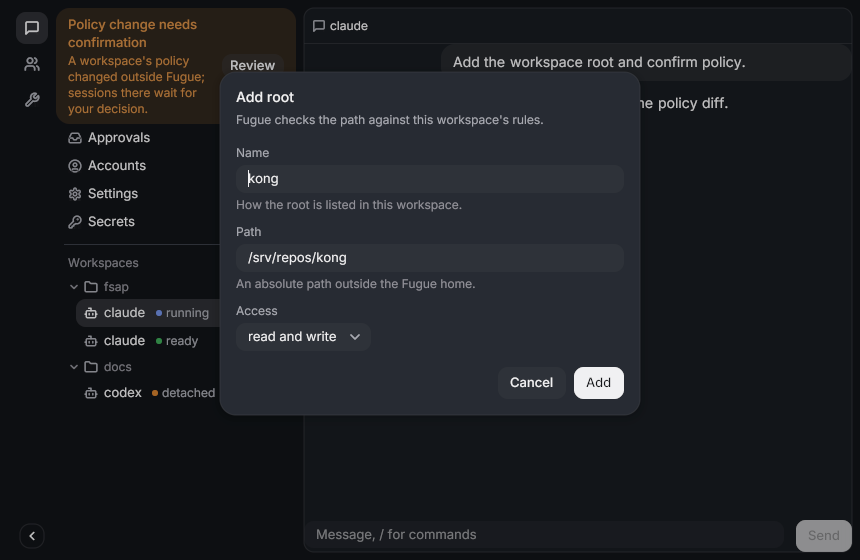 Policy change needs
confirmation
A workspace's policy
changed outside Fugue;
sessions there wait for
your decision.
Review
Approvals
Accounts
Settings
Secrets
Workspaces
fsap
claude running
claude ready
docs
codex detached
claude
Add the workspace root and confirm policy.
policy diff.
Add root
Fugue checks the path against this workspace's rules.
Name
kong
How the root is listed in this workspace.
Path
/srv/repos/kong
An absolute path outside the Fugue home.
Access
read and write
Cancel
Add
Message, / for commands
Send